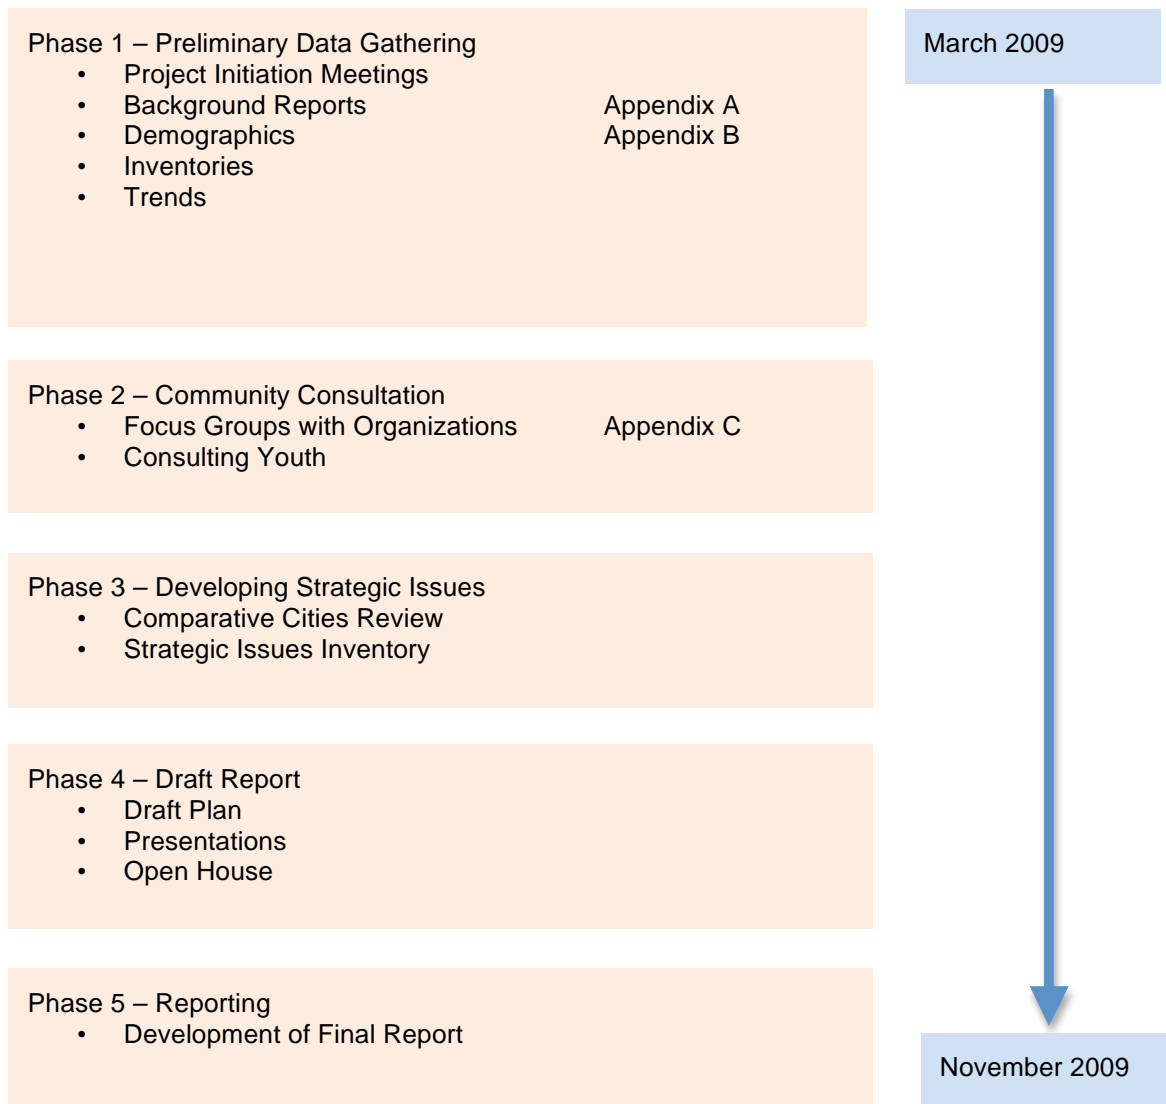 Phase 1 – Preliminary Data Gathering
• Project Initiation Meetings
• Background Reports Appendix A
• Demographics Appendix B
• Inventories
• Trends
March 2009
Phase 2 – Community Consultation
• Focus Groups with Organizations Appendix C
• Consulting Youth
Phase 3 – Developing Strategic Issues
• Comparative Cities Review
• Strategic Issues Inventory
Phase 4 – Draft Report
• Draft Plan
• Presentations
• Open House
Phase 5 – Reporting
• Development of Final Report
November 2009